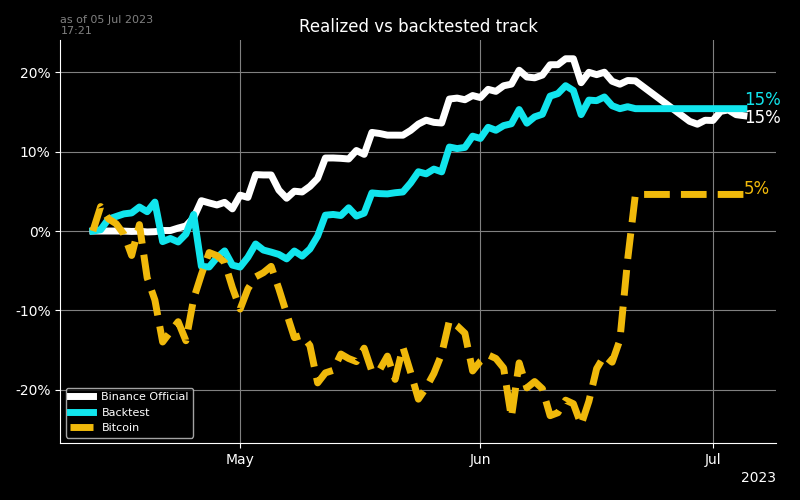 as of 05 Jul 2023
17:21
Realized vs backtested track
20%
10%
0%
-10%
-20%
15%
15%
5%
Binance Official
Backtest
Bitcoin
May
Jun
Jul
2023